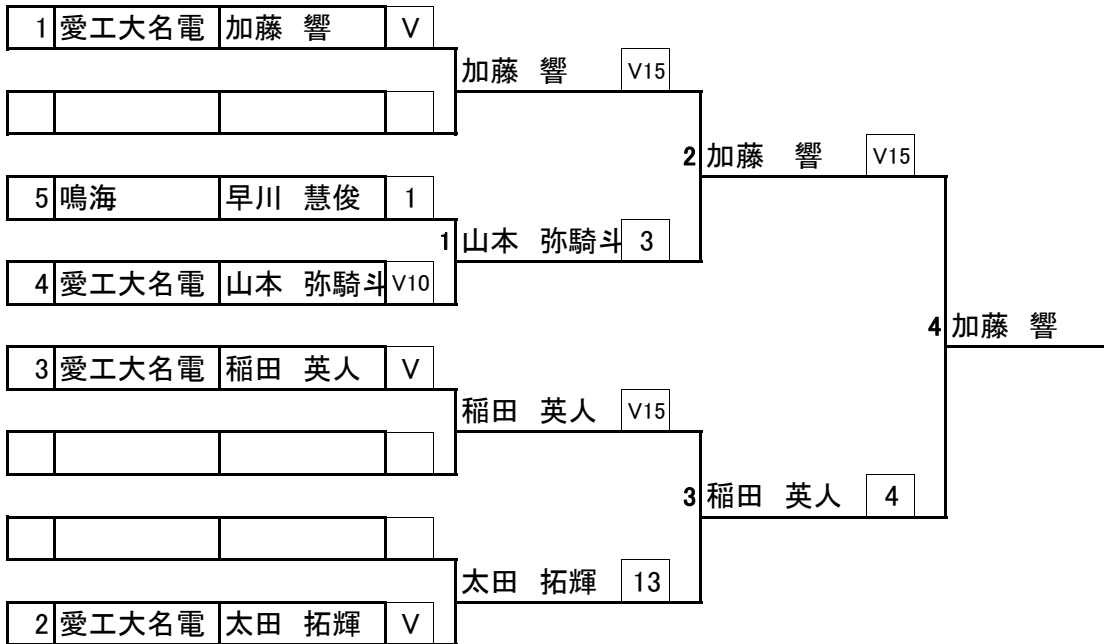 1 愛工大名電 加藤 響 V
加藤 響 V15
2 加藤 響 V15
5 鳴海 早川 慧俊 1
1 山本 弥騎斗 3
4 愛工大名電 山本 弥騎斗 V10
4 加藤 響
3 愛工大名電 稲田 英人 V
稲田 英人 V15
3 稲田 英人 4
太田 拓輝 13
2 愛工大名電 太田 拓輝 V